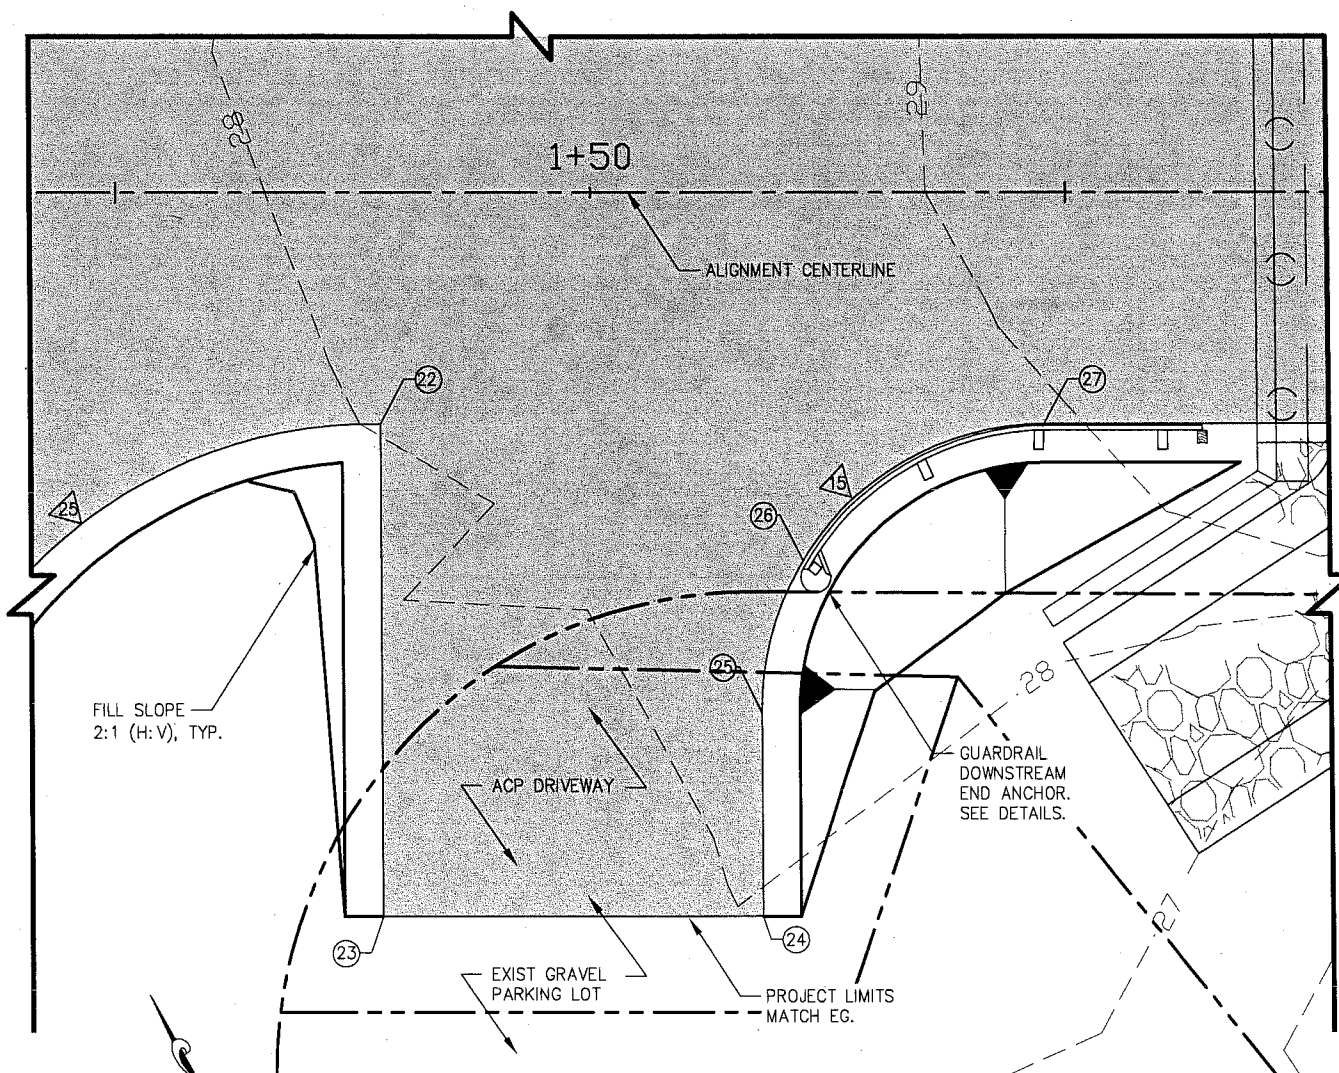 29
28
1+50
ALIGNMENT CENTERLINE
22
27
25
15
26
25
28
FILL SLOPE
2:1 (H:V), TYP.
ACP DRIVEWAY
GUARDRAIL
DOWNSTREAM
END ANCHOR.
SEE DETAILS.
27
23
24
EXIST GRAVEL
PARKING LOT
PROJECT LIMITS
MATCH EG.